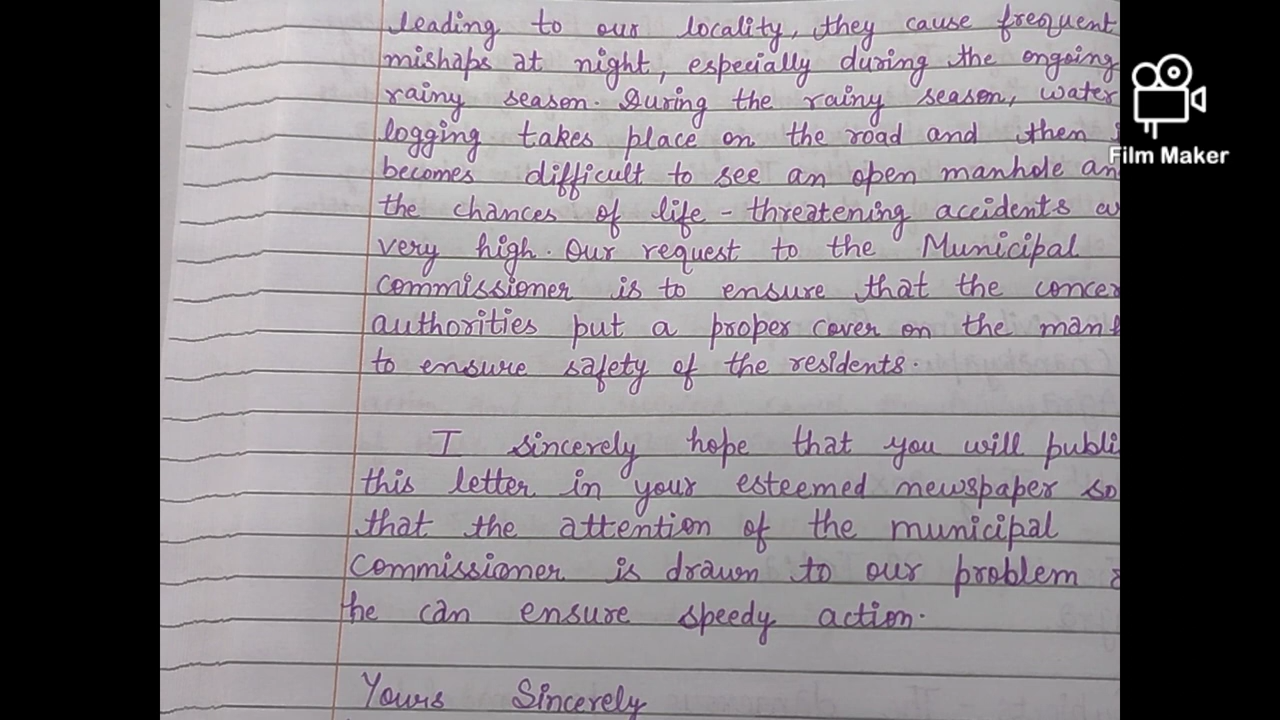 leading to our locality, they cause frequent
mishaps at night, especially during the ongoing
rainy season. During the rainy season, water
logging takes place on the road and then
becomes difficult to see an open manhole an
the chances of life - threatening accidents a
very high. Our request to the Municipal
Commissioner is to ensure that the concer
authorities put a proper cover on the man
to ensure safety of the residents.
I sincerely hope that you will publi
this letter in your esteemed newspaper so
that the attention of the municipal
Commissioner is drawn to our problem
he can ensure speedy action.
Yours Sincerely
Film Maker